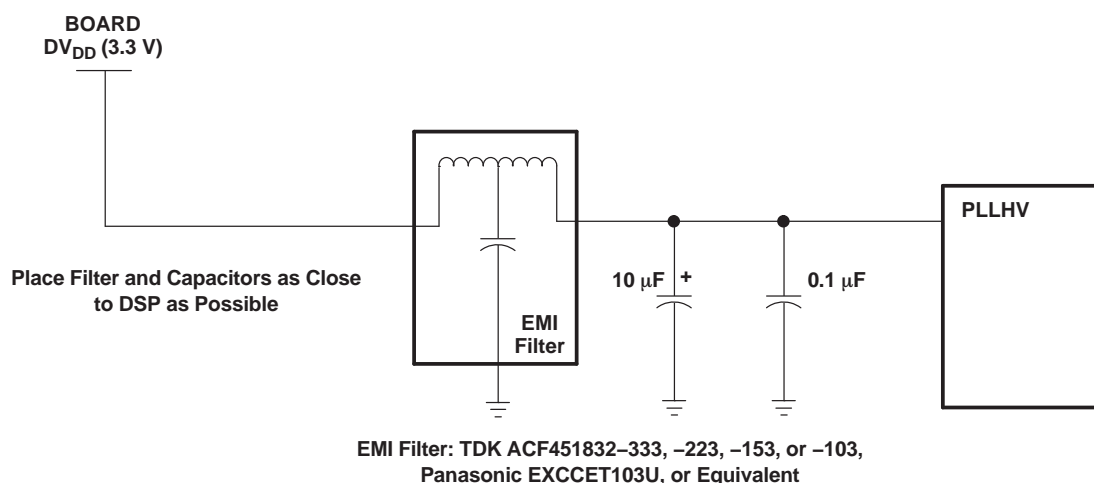 BOARD
DVDD (3.3 V)
PLLHV
Place Filter and Capacitors as Close
to DSP as Possible
10 μF
+
0.1 μF
EMI
Filter
EMI Filter: TDK ACF451832–333, –223, –153, or –103,
Panasonic EXCCET103U, or Equivalent